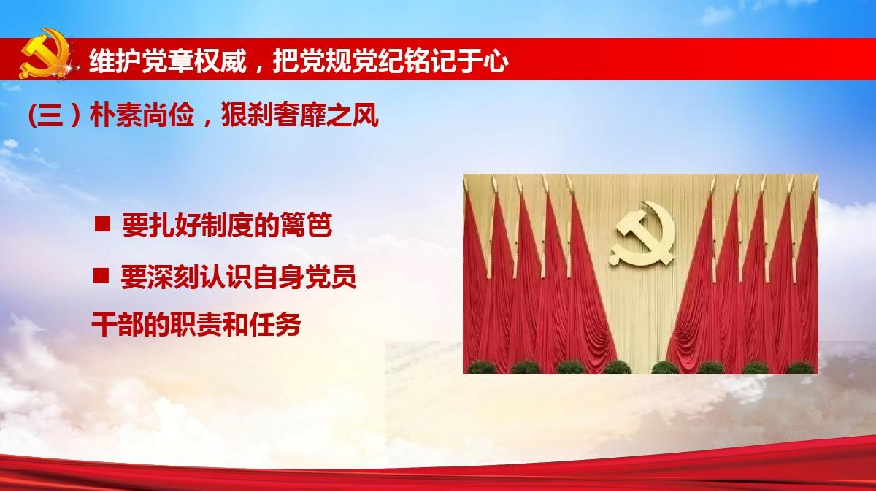 维护党章权威，把党规党纪铭记于心
(三）朴素尚俭，狠刹奢靡之风
■ 要扎好制度的篱笆
■ 要深刻认识自身党员
干部的职责和任务